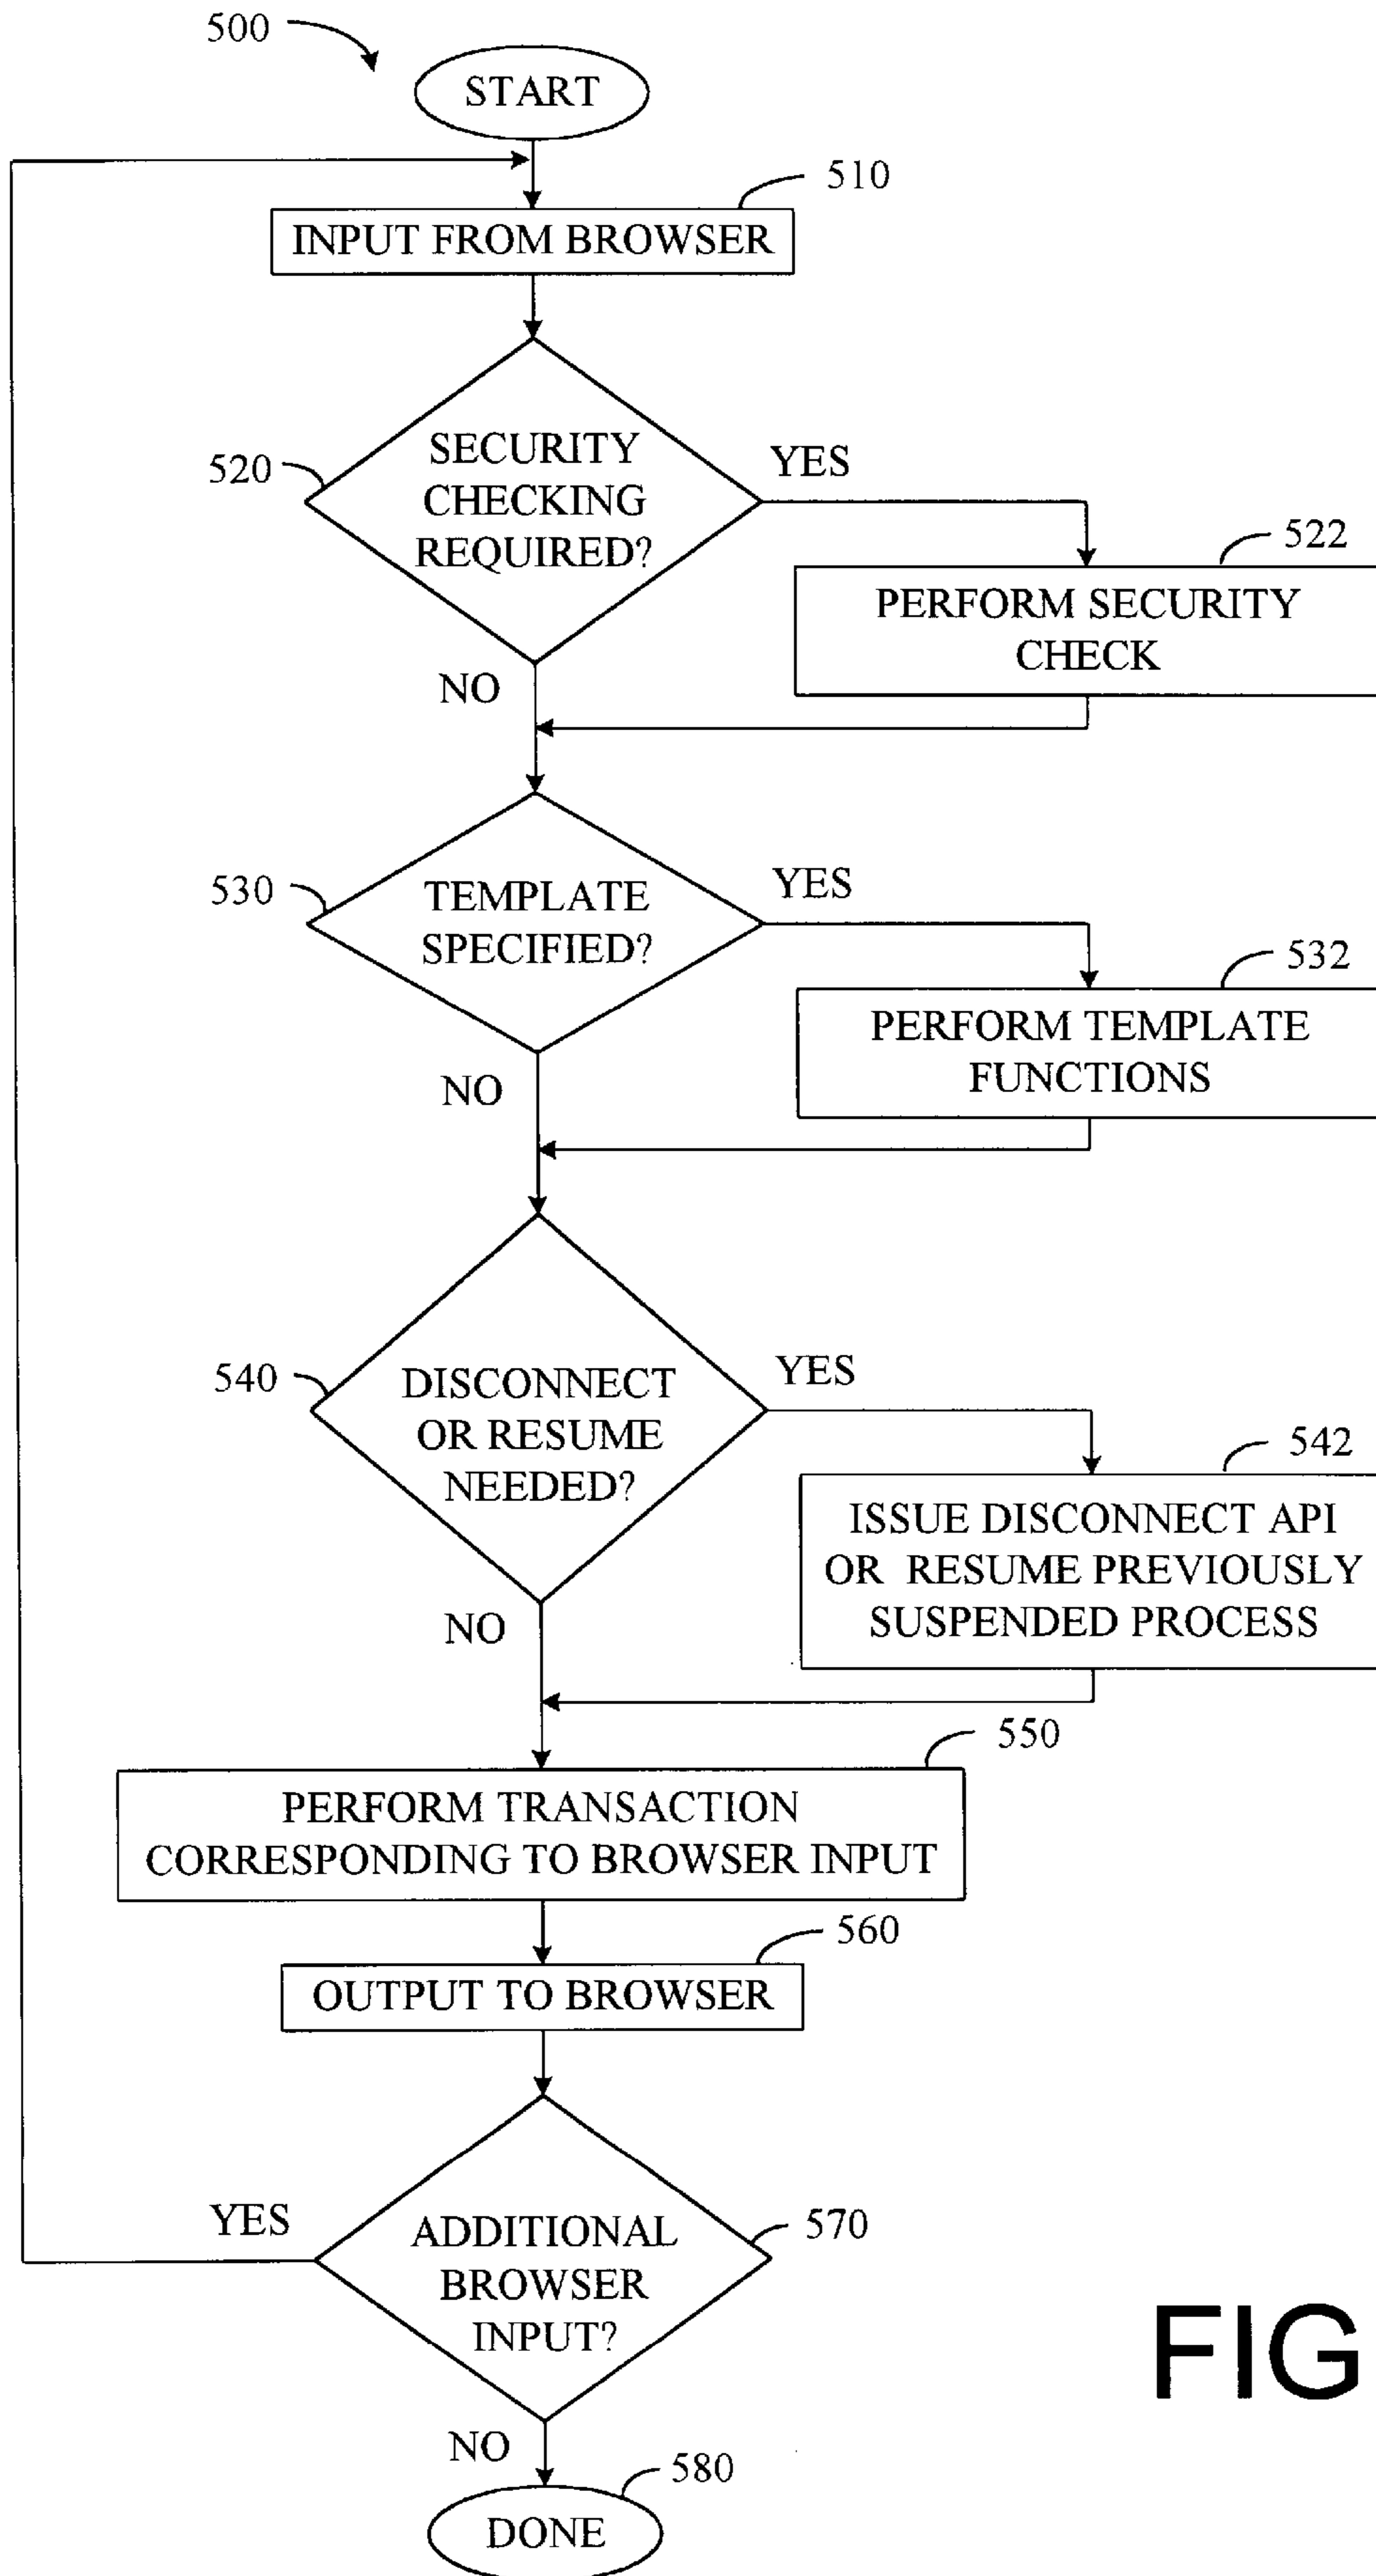 500
START
510
INPUT FROM BROWSER
520
SECURITY
CHECKING
REQUIRED?
YES
522
PERFORM SECURITY
CHECK
NO
530
TEMPLATE
SPECIFIED?
YES
532
PERFORM TEMPLATE
FUNCTIONS
NO
540
DISCONNECT
OR RESUME
NEEDED?
YES
542
ISSUE DISCONNECT API
OR RESUME PREVIOUSLY
SUSPENDED PROCESS
NO
550
PERFORM TRANSACTION
CORRESPONDING TO BROWSER INPUT
560
OUTPUT TO BROWSER
YES
ADDITIONAL
BROWSER
INPUT?
570
FIG
NO
580
DONE